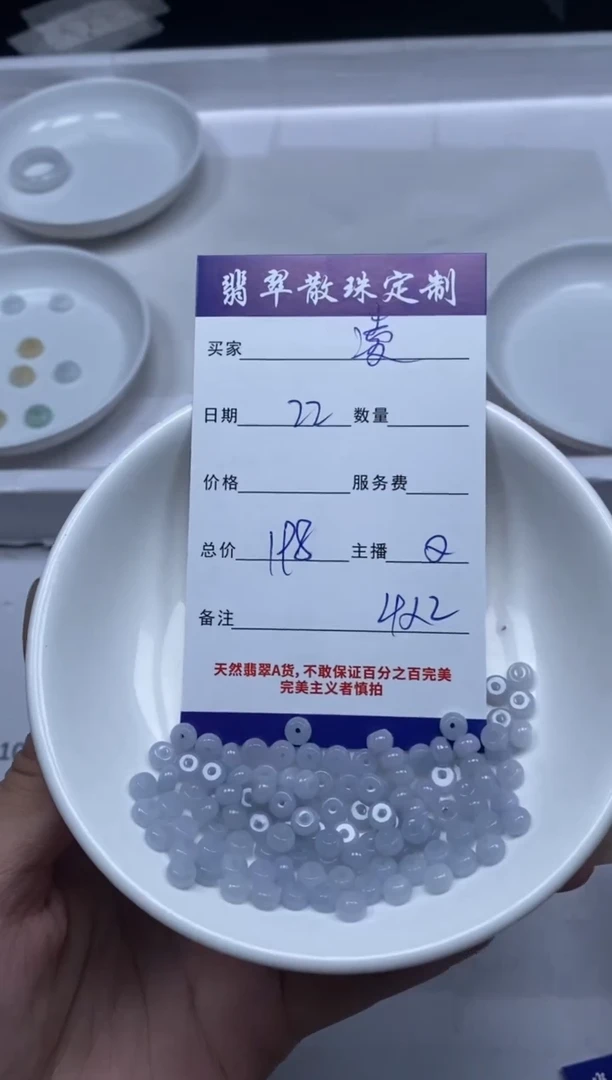 翡翠散珠定制
买家 凌
日期 22 数量
价格 服务费
总价 148 主播 Q
备注 422
天然翡翠A货,不敢保证百分之百完美
完美主义者慎拍